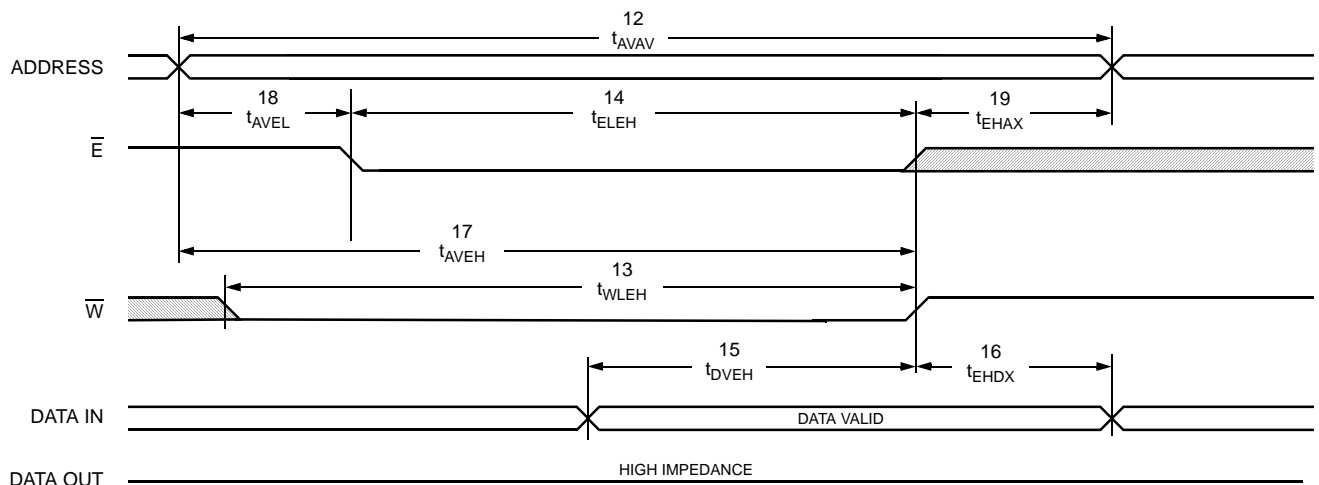 12
tAVAV
ADDRESS
18
tAVEL
14
tELEH
19
tEHAX
E
17
tAVEH
13
tWLEH
W
15
tDVEH
16
tEHDX
DATA IN
DATA VALID
DATA OUT
HIGH IMPEDANCE